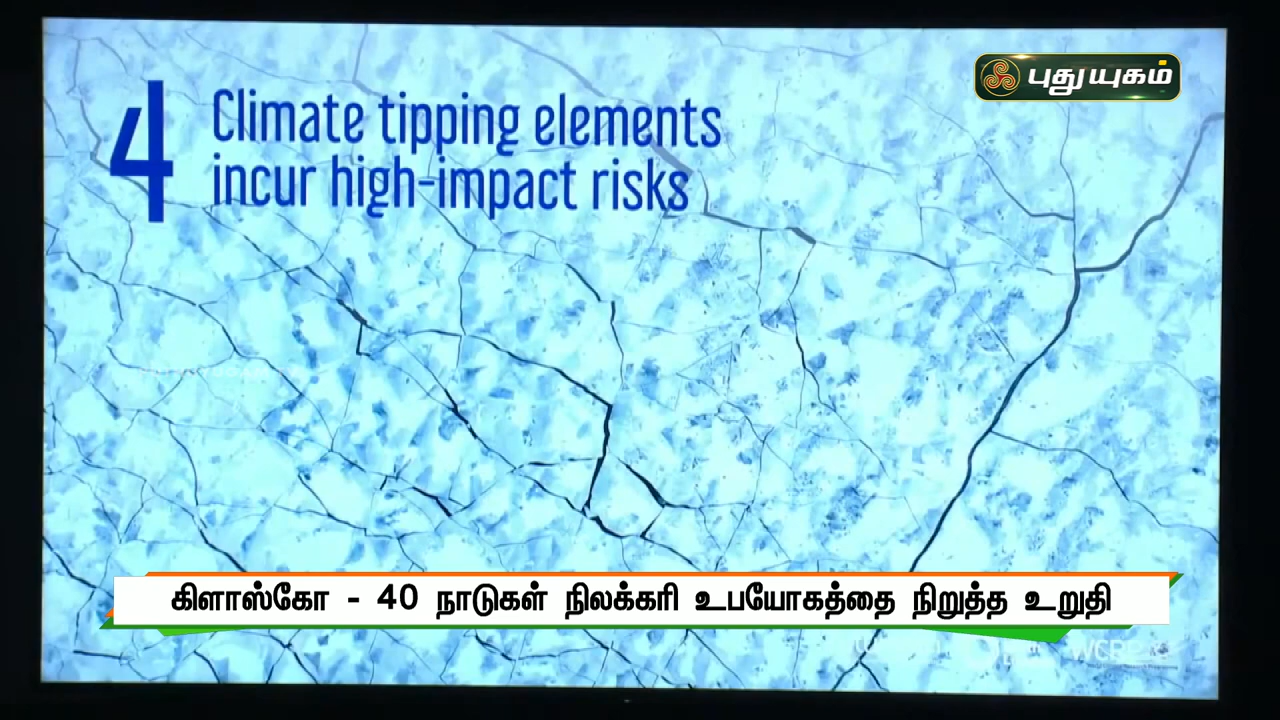 புதுயுகம்
4 Climate tipping elements
incur high-impact risks
கிளாஸ்கோ - 40 நாடுகள் நிலக்கரி உபயோகத்தை நிறுத்த உறுதி
WCRP